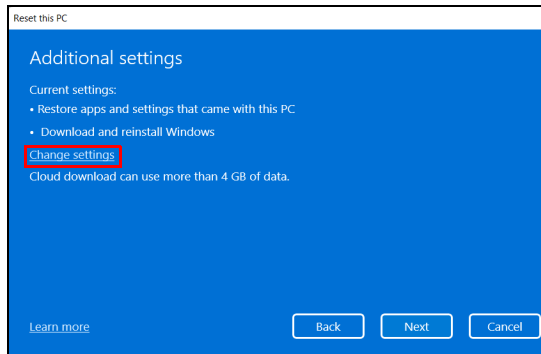 Reset this PC
Additional settings
Current settings:
• Restore apps and settings that came with this PC
• Download and reinstall Windows
Change settings
Cloud download can use more than 4 GB of data.
Learn more
Back
Next
Cancel